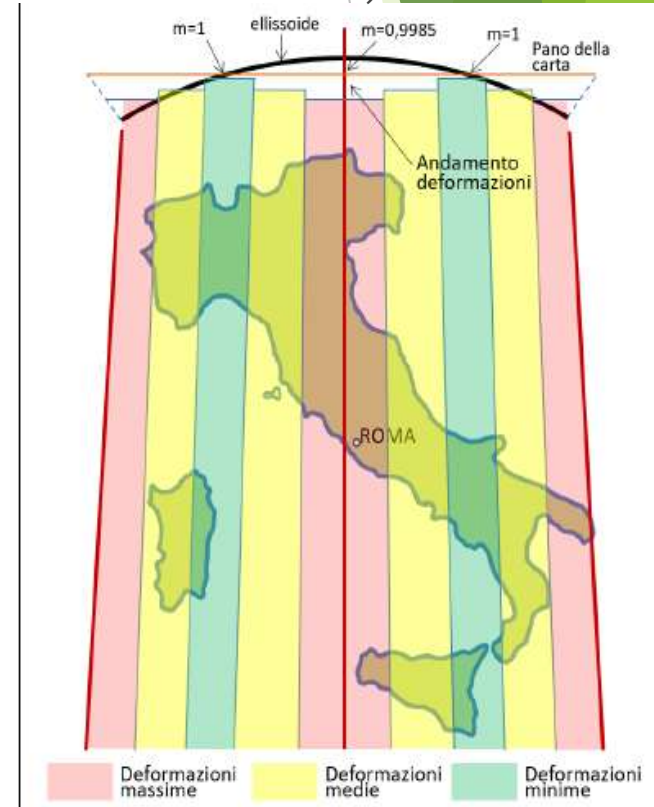 ellissoide
m=1
m=0,9985
m=1
Pano della
carta
Andamento
deformazioni
ROMA
Deformazioni
massime
Deformazioni
medie
Deformazioni
minime